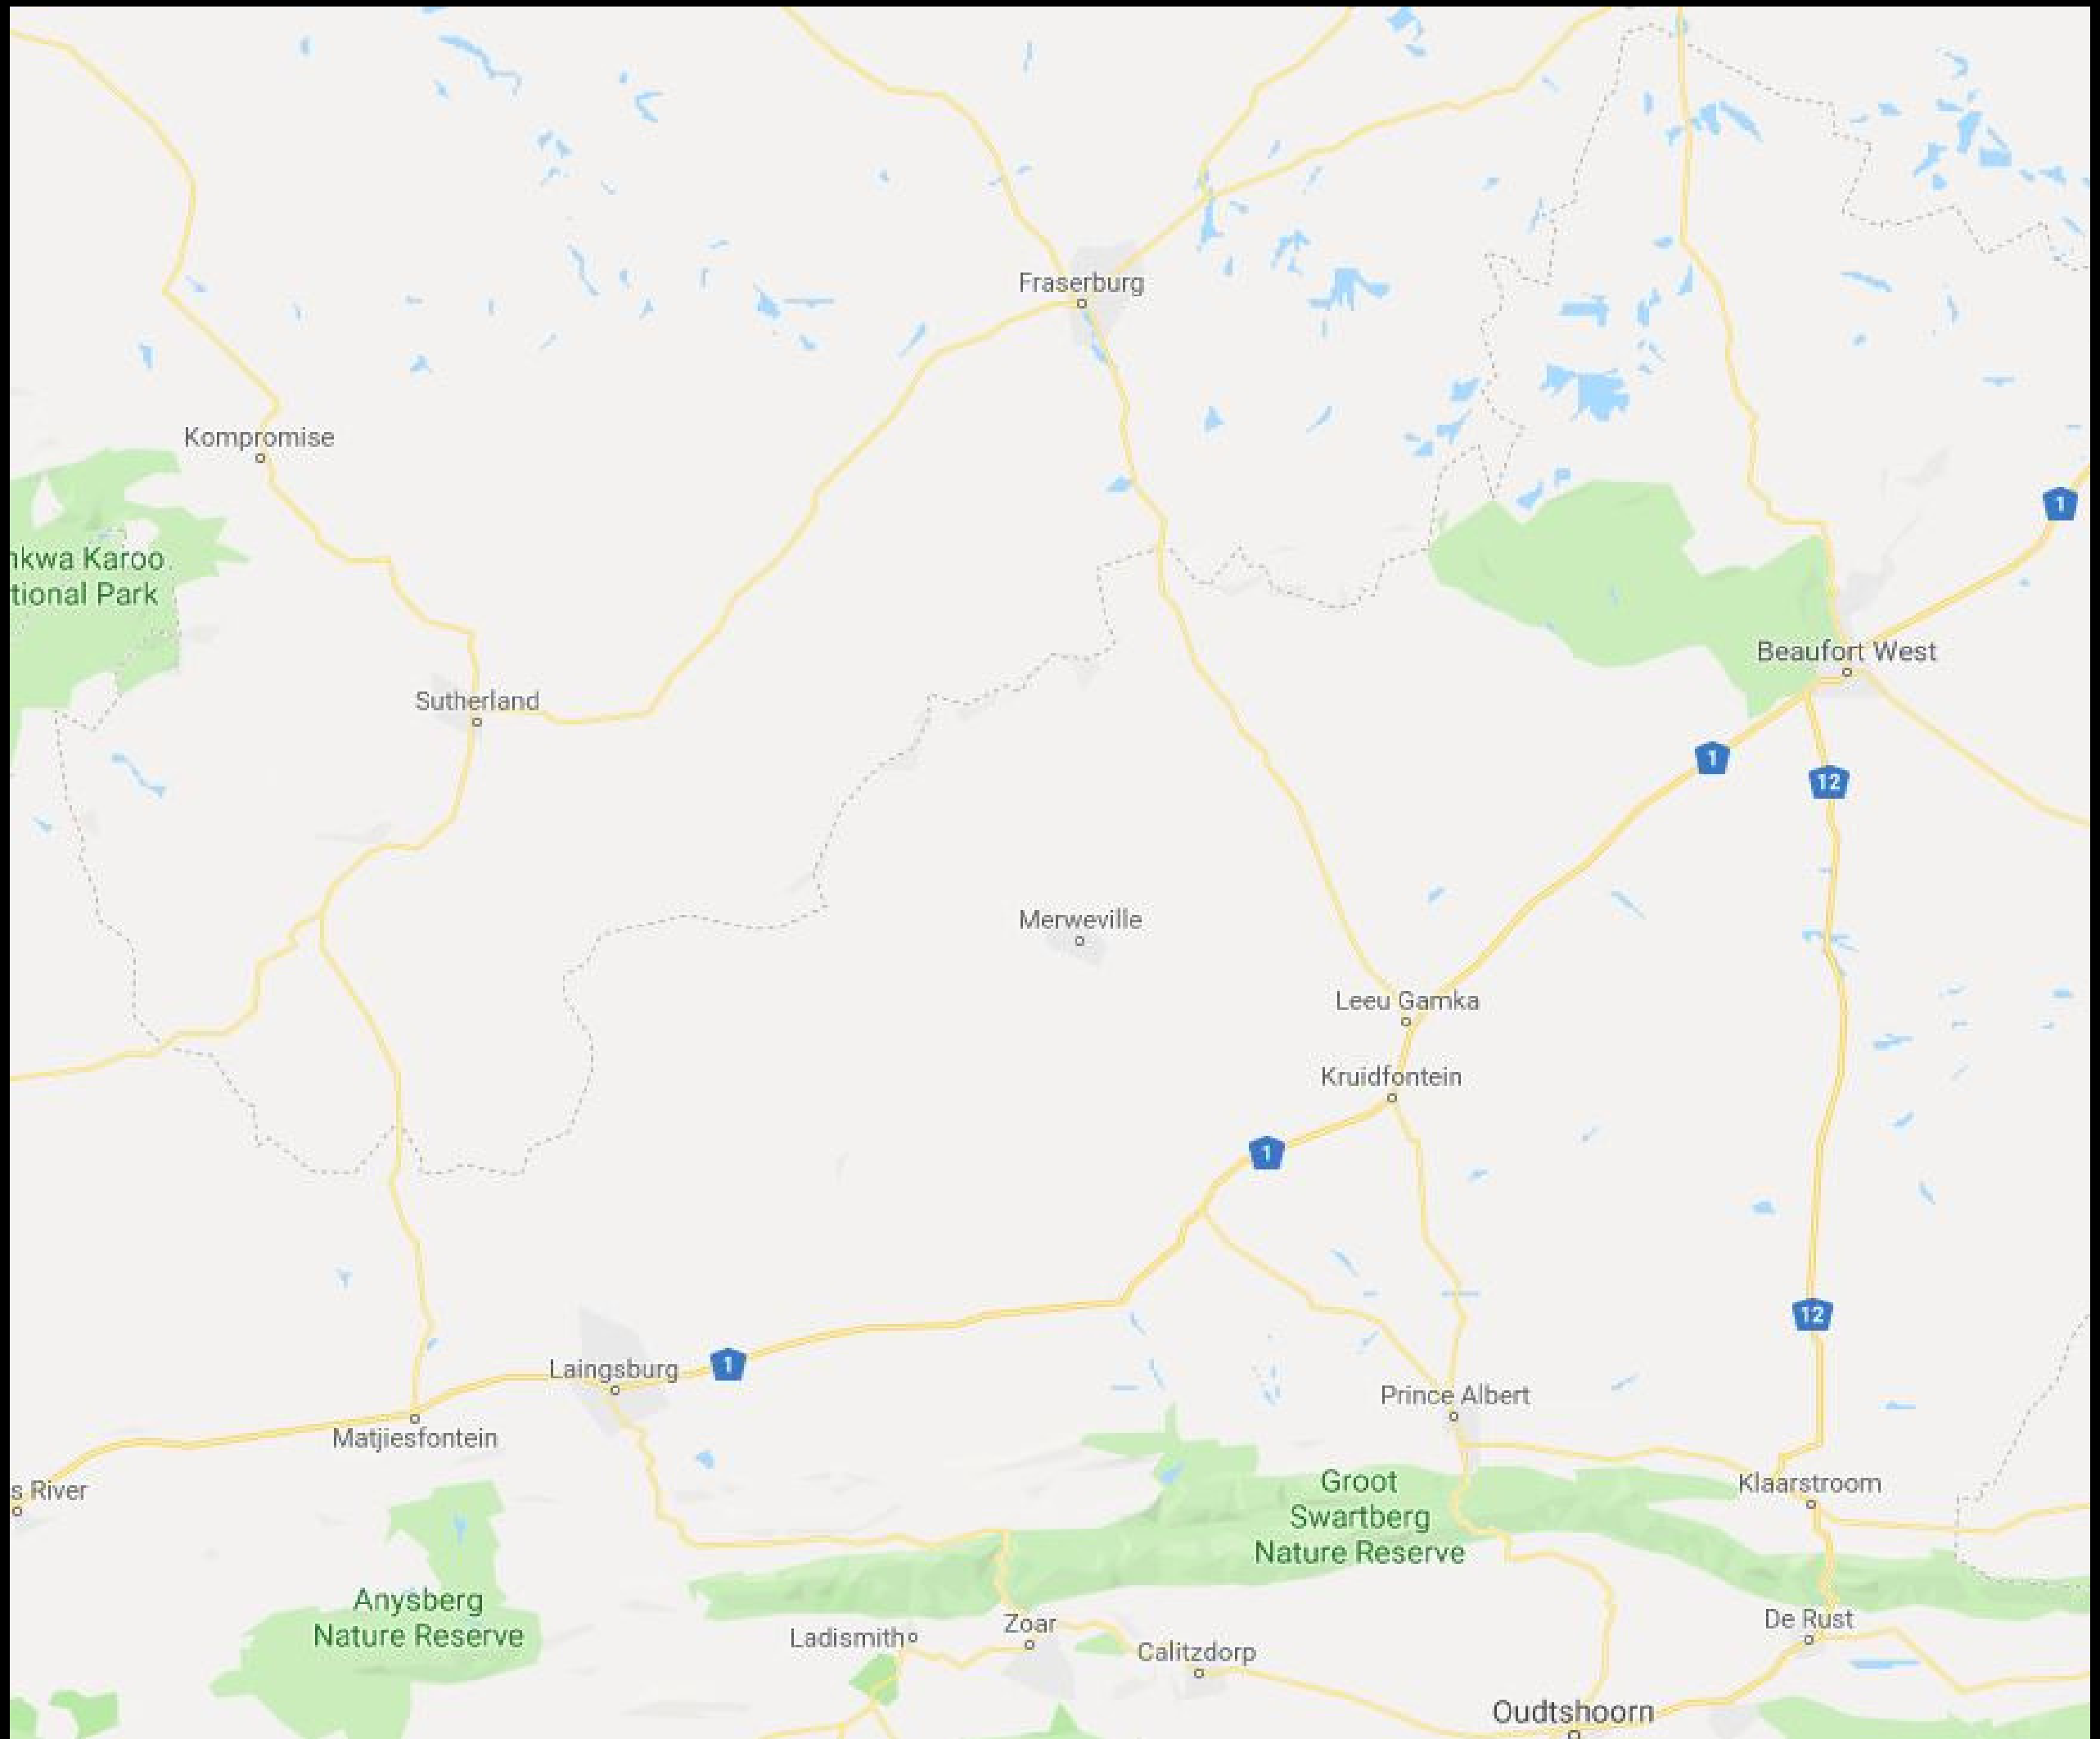 Fraserburg
Kompromise
1
nkwa Karoo
tional Park
Beaufort West
Sutherland
1
12
Merweville
Leeu Gamka
Kruidfontein
1
12
Laingsburg
1
Prince Albert
Matjiesfontein
Groot
Swartberg
Nature Reserve
Klaarstroom
s River
Anysberg
Nature Reserve
Zoar
De Rust
Ladismith
Calitzdorp
Oudtshoorn